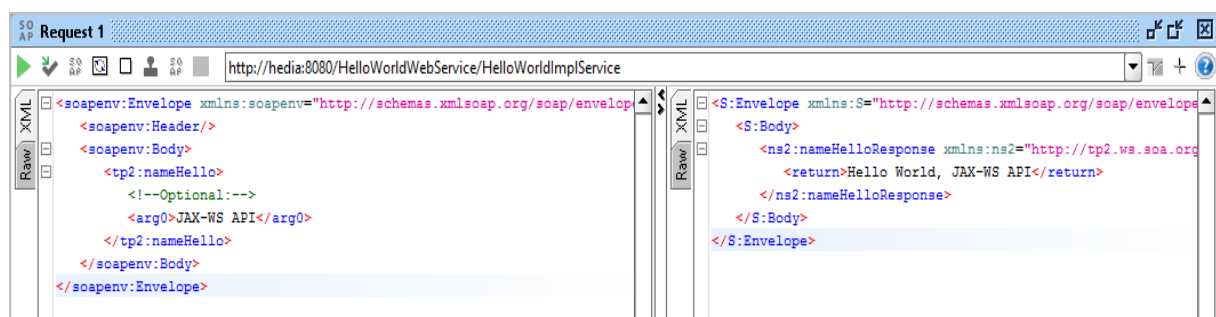 SO AP Request 1
http://hedia:8080/HelloWorldWebService/HelloWorldImplService
XML
Raw
<soapenv:Envelope xmlns:soapenv="http://schemas.xmlsoap.org/soap/envelop
<soapenv:Header/>
<soapenv:Body>
<tp2:nameHello>
<!--Optional:-->
<arg0>JAX-WS API</arg0>
</tp2:nameHello>
</soapenv:Body>
</soapenv:Envelope>
XML
Raw
<S:Envelope xmlns:S="http://schemas.xmlsoap.org/soap/envelope
<S:Body>
<ns2:nameHelloResponse xmlns:ns2="http://tp2.ws.soa.org
<return>Hello World, JAX-WS API</return>
</ns2:nameHelloResponse>
</S:Body>
</S:Envelope>